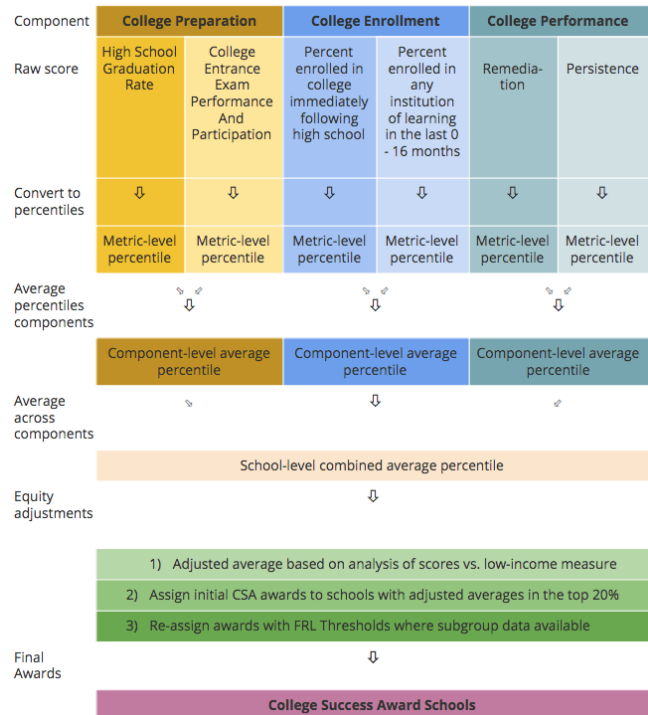 Component College Preparation College Enrollment College Performance
Raw score
High School
Graduation
Rate
College
Entrance
Exam
Performance
And
Participation
Percent
enrolled in
college
immediately
following
high school
Percent
enrolled in
any
institution
of learning
in the last 0
- 16 months
Remedia-
tion
Persistence
Convert to
percentiles
Metric-level
percentile
Metric-level
percentile
Metric-level
percentile
Metric-level
percentile
Metric-level
percentile
Metric-level
percentile
Average
percentiles
components
Component-level average
percentile
Component-level average
percentile
Component-level average
percentile
Average
across
components
School-level combined average percentile
Equity
adjustments
1) Adjusted average based on analysis of scores vs. low-income measure
2) Assign initial CSA awards to schools with adjusted averages in the top 20%
3) Re-assign awards with FRL Thresholds where subgroup data available
Final
Awards
College Success Award Schools